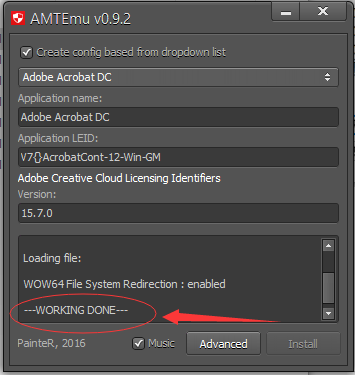 AMTEmu v0.9.2
Create config based from dropdown list
Adobe Acrobat DC
Application name:
Adobe Acrobat DC
Application LEID:
V7{}AcrobatCont-12-Win-GM
Adobe Creative Cloud Licensing Identifiers
Version:
15.7.0
Loading file:
WOW64 File System Redirection : enabled
---WORKING DONE---
PainteR, 2016
Music
Advanced
Install